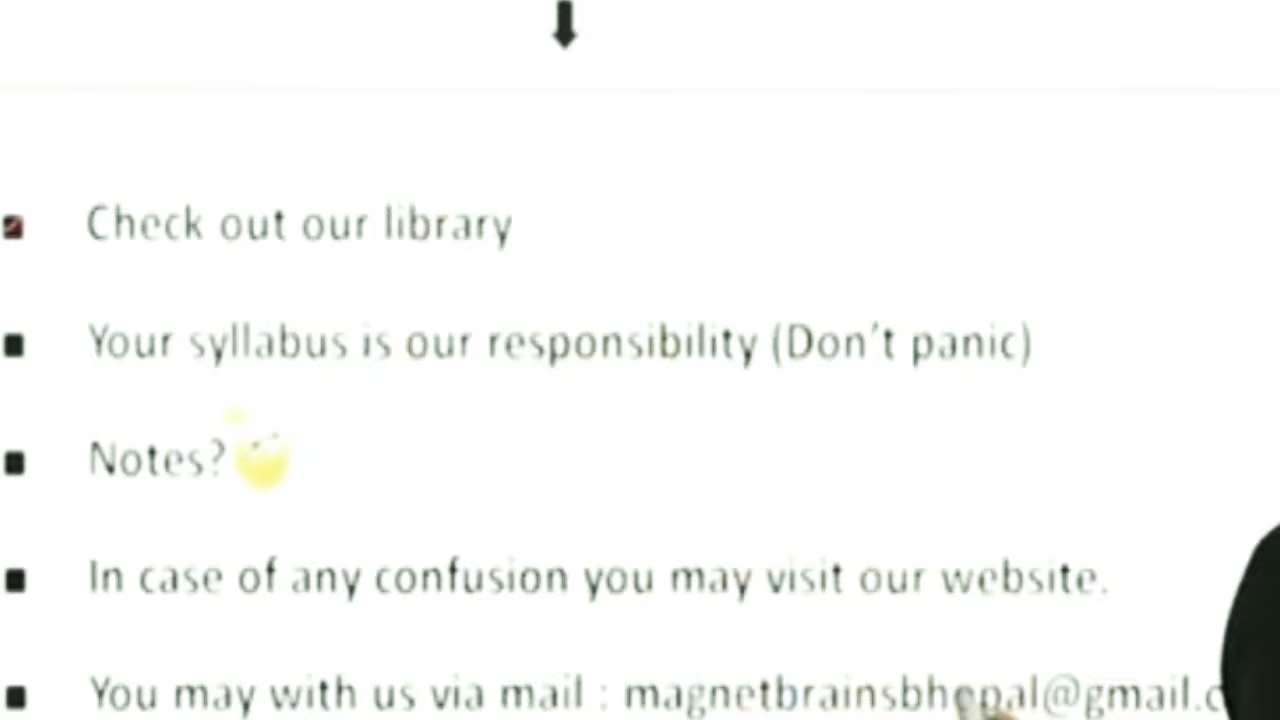 Check out our library
Your syllabus is our responsibility (Don't panic)
Notes?
In case of any confusion you may visit our website.
You may with us via mail : magnetbrainsbhopal@gmail.c